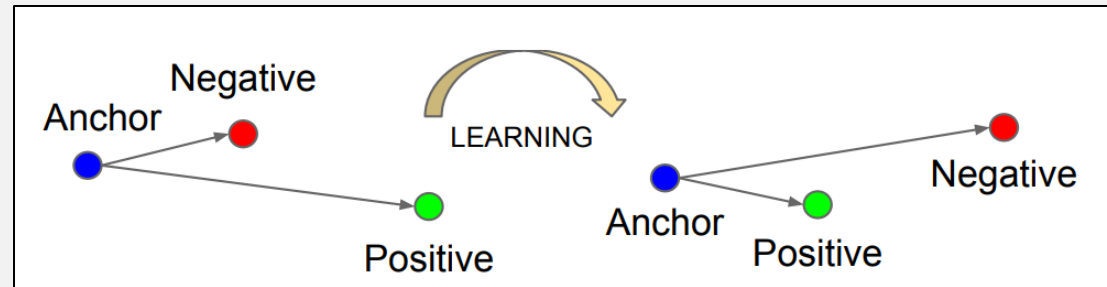 Negative
Anchor
LEARNING
Positive
Anchor
Positive
Negative